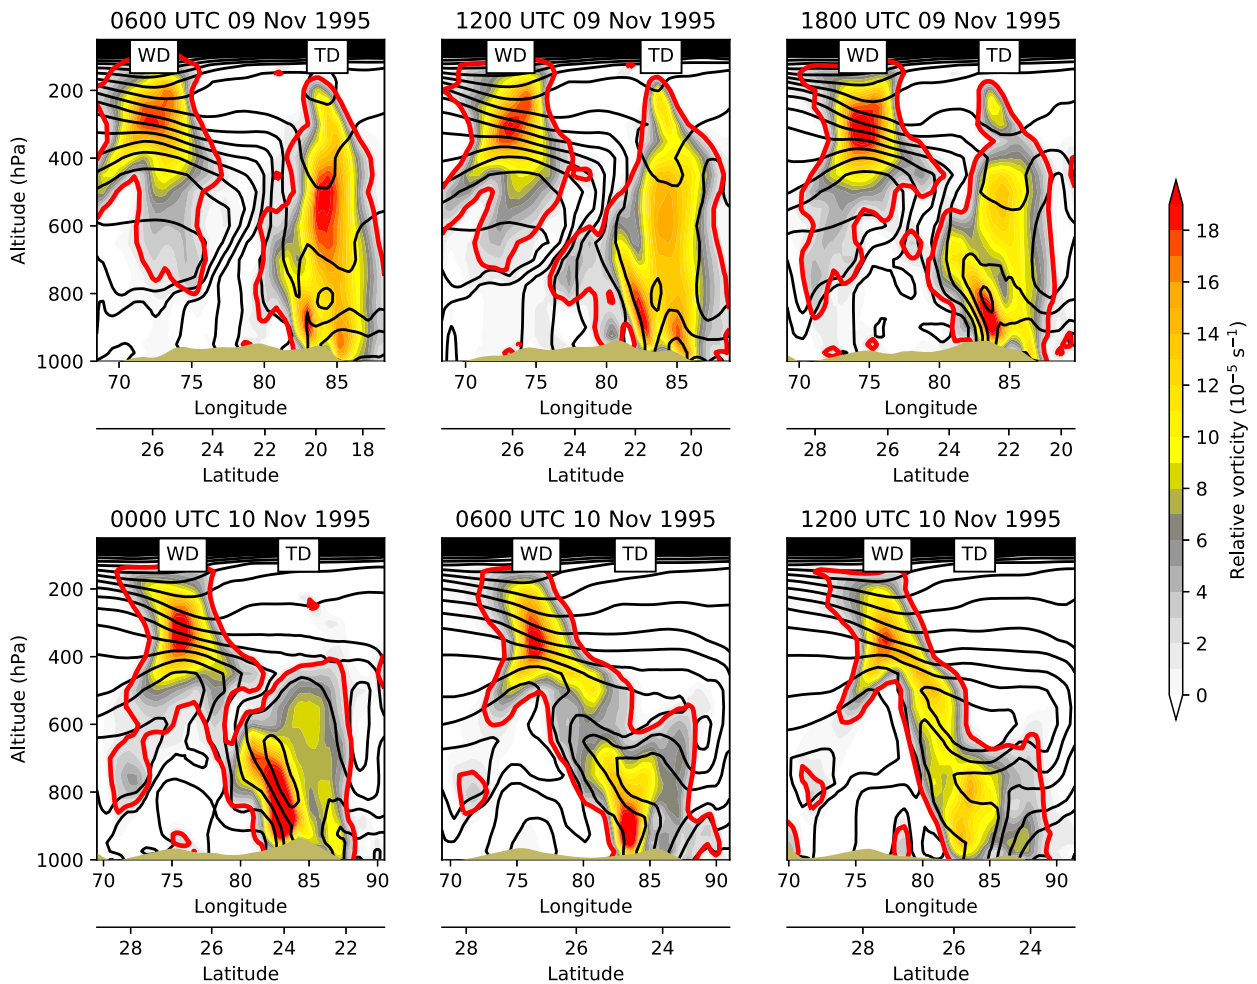 0600 UTC 09 Nov 1995
1200 UTC 09 Nov 1995
1800 UTC 09 Nov 1995
WD TD
WD TD
WD TD
200
400
600
800
1000
Altitude (hPa)
70 75 80 85
Longitude
26 24 22 20 18
Latitude
70 75 80 85
Longitude
26 24 22 20
Latitude
70 75 80 85
Longitude
28 26 24 22 20
Latitude
0000 UTC 10 Nov 1995
0600 UTC 10 Nov 1995
1200 UTC 10 Nov 1995
WD TD
WD TD
WD TD
200
400
600
800
1000
Altitude (hPa)
70 75 80 85 90
Longitude
28 26 24 22
Latitude
70 75 80 85 90
Longitude
28 26 24
Latitude
70 75 80 85 90
Longitude
28 26 24
Latitude
18
16
14
12
10
8
6
4
2
0
Relative vorticity (10⁻⁵ s⁻¹)